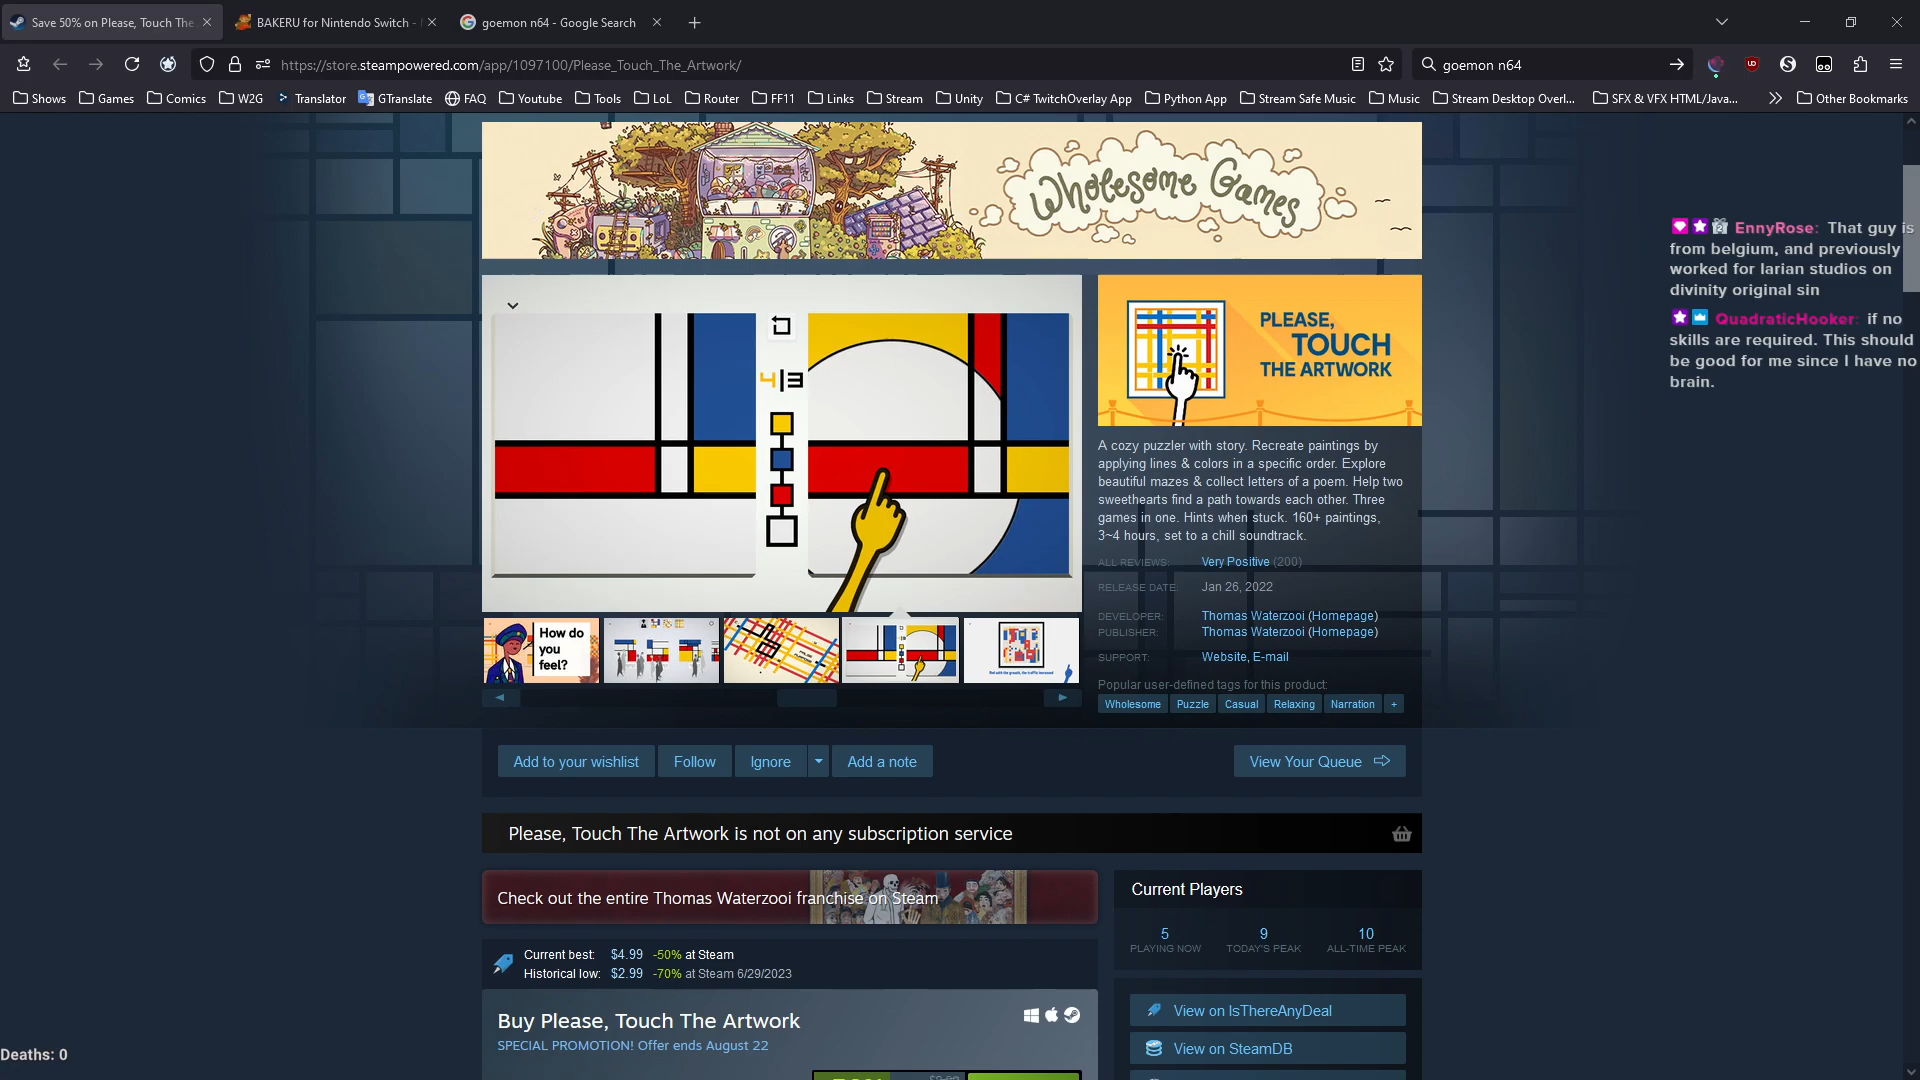 Save 50% on Please, Touch The
BAKERU for Nintendo Switch -
goemon n64 - Google Search
https://store.steampowered.com/app/1097100/Please_Touch_The_Artwork/
goemon n64
Shows
Games
Comics
W2G
Translator
GTranslate
FAQ
Youtube
Tools
LoL
Router
FF11
Links
Stream
Unity
C# TwitchOverlay App
Python App
Stream Safe Music
Music
Stream Desktop Overl...
SFX & VFX HTML/Java...
Other Bookmarks
Wholesome Games
EnnyRose: That guy is
from belgium, and previously
worked for larian studios on
divinity original sin
QuadraticHooker: if no
skills are required. This should
be good for me since I have no
brain.
4|3
PLEASE,
TOUCH
THE ARTWORK
A cozy puzzler with story. Recreate paintings by
applying lines & colors in a specific order. Explore
beautiful mazes & collect letters of a poem. Help two
sweethearts find a path towards each other. Three
games in one. Hints when stuck. 160+ paintings,
3~4 hours, set to a chill soundtrack.
ALL REVIEWS: Very Positive (200)
RELEASE DATE: Jan 26, 2022
DEVELOPER: Thomas Waterzooi (Homepage)
PUBLISHER: Thomas Waterzooi (Homepage)
SUPPORT: Website, E-mail
Popular user-defined tags for this product:
Wholesome Puzzle Casual Relaxing Narration +
How do
you
feel?
Add to your wishlist
Follow
Ignore
Add a note
View Your Queue
Please, Touch The Artwork is not on any subscription service
Check out the entire Thomas Waterzooi franchise on Steam
Current Players
5 9 10
PLAYING NOW TODAY'S PEAK ALL-TIME PEAK
Current best: $4.99 -50% at Steam
Historical low: $2.99 -70% at Steam 6/29/2023
Buy Please, Touch The Artwork
SPECIAL PROMOTION! Offer ends August 22
View on IsThereAnyDeal
View on SteamDB
Deaths: 0